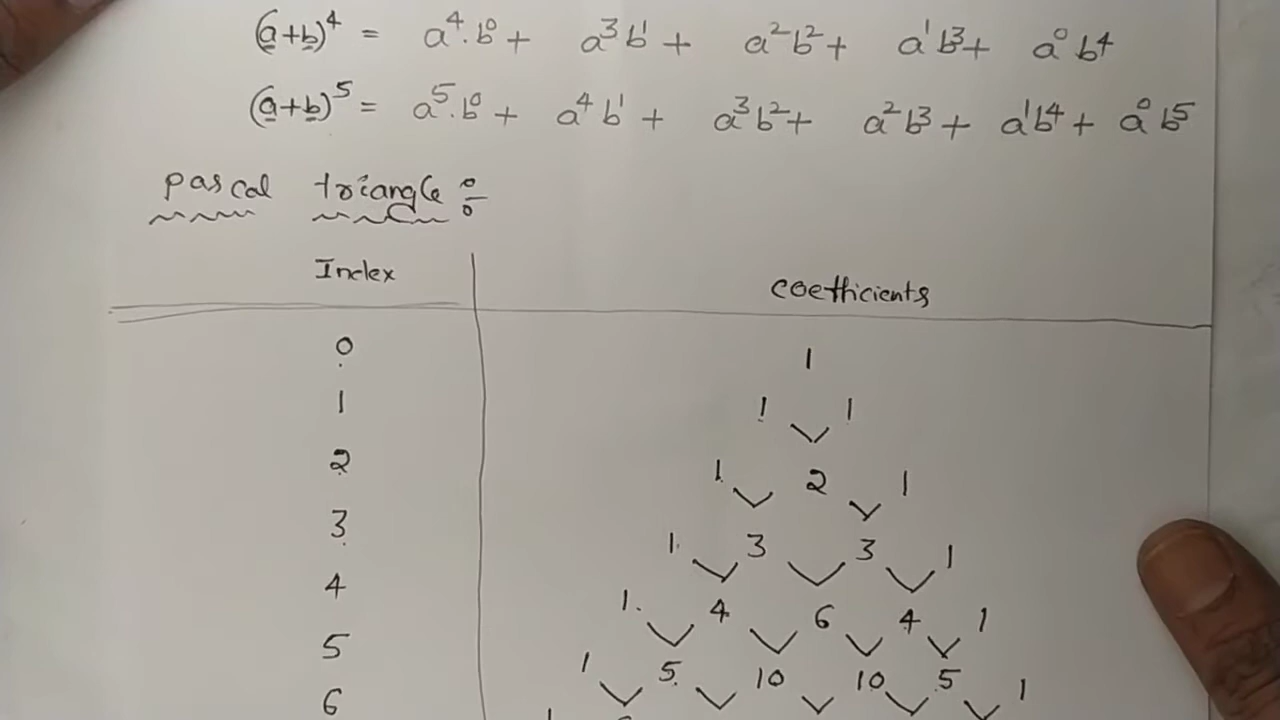 (a+b)⁴ = a⁴.b⁰ + a³b¹ + a²b² + a¹b³ + a⁰b⁴
(a+b)⁵ = a⁵.b⁰ + a⁴b¹ + a³b² + a²b³ + a¹b⁴ + a⁰b⁵
pascal triangle :-
Index coefficients
0 1
1 1 1
2 1 2 1
3 1 3 3 1
4 1 4 6 4 1
5 1 5 10 10 5 1
6